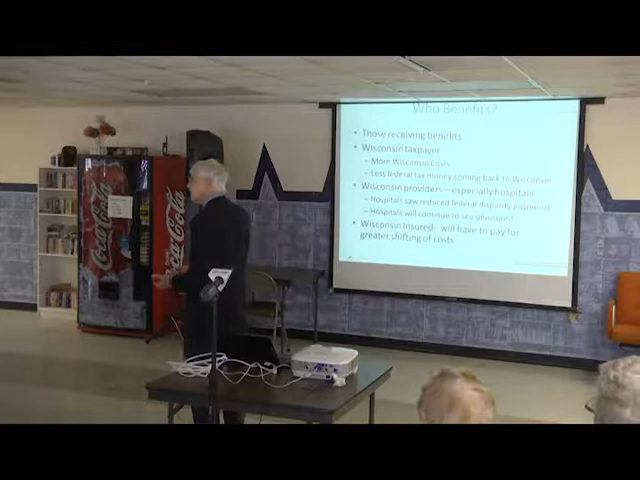 Who Benefits?
• Those receiving benefits
• Wisconsin taxpayer
– More Wisconsin Costs
– Less federal tax money coming back to Wisconsin
• Wisconsin providers – especially hospitals
– Hospitals saw reduced federal disparity payments
– Hospitals will continue to see uninsured
• Wisconsin Insured– will have to pay for
greater shifting of costs
Coca-Cola
Coca-Cola